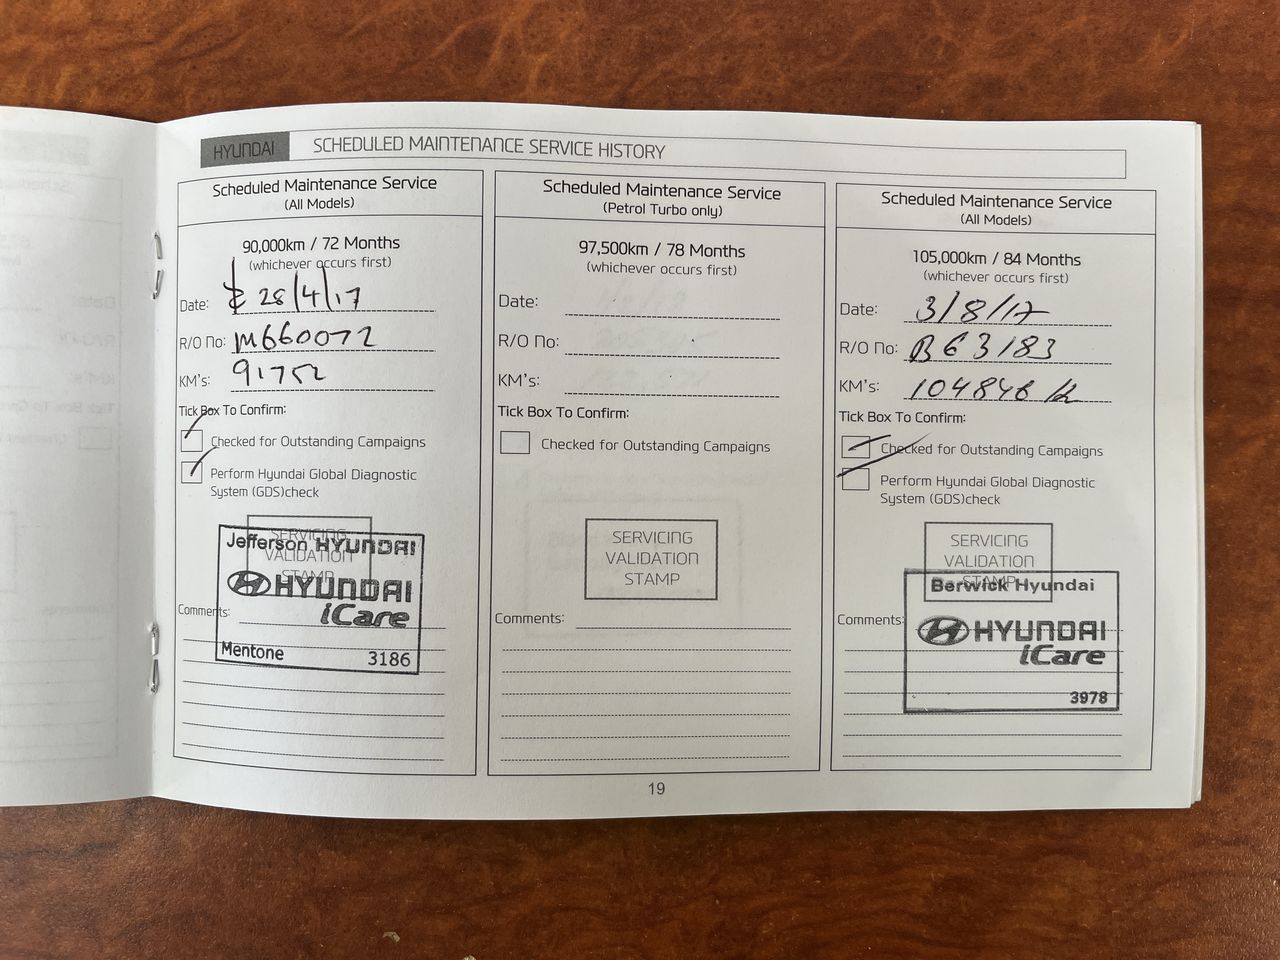 HYUNDAI SCHEDULED MAINTENANCE SERVICE HISTORY
Scheduled Maintenance Service
(All Models)
90,000km / 72 Months
(whichever occurs first)
Date: 28/4/17
R/O No: M660072
KM's: 91752
Tick Box To Confirm:
Checked for Outstanding Campaigns
Perform Hyundai Global Diagnostic
System (GDS)check
SERVICING
VALIDATION
STAMP
Jefferson HYUNDAI
HYUNDAI
iCare
Mentone 3186
Comments:
Scheduled Maintenance Service
(Petrol Turbo only)
97,500km / 78 Months
(whichever occurs first)
Date:
R/O No:
KM's:
Tick Box To Confirm:
Checked for Outstanding Campaigns
SERVICING
VALIDATION
STAMP
Comments:
Scheduled Maintenance Service
(All Models)
105,000km / 84 Months
(whichever occurs first)
Date: 3/8/17
R/O No: B63183
KM's: 104846
Tick Box To Confirm:
Checked for Outstanding Campaigns
Perform Hyundai Global Diagnostic
System (GDS)check
SERVICING
VALIDATION
STAMP
Berwick Hyundai
HYUNDAI
iCare
3978
Comments:
19